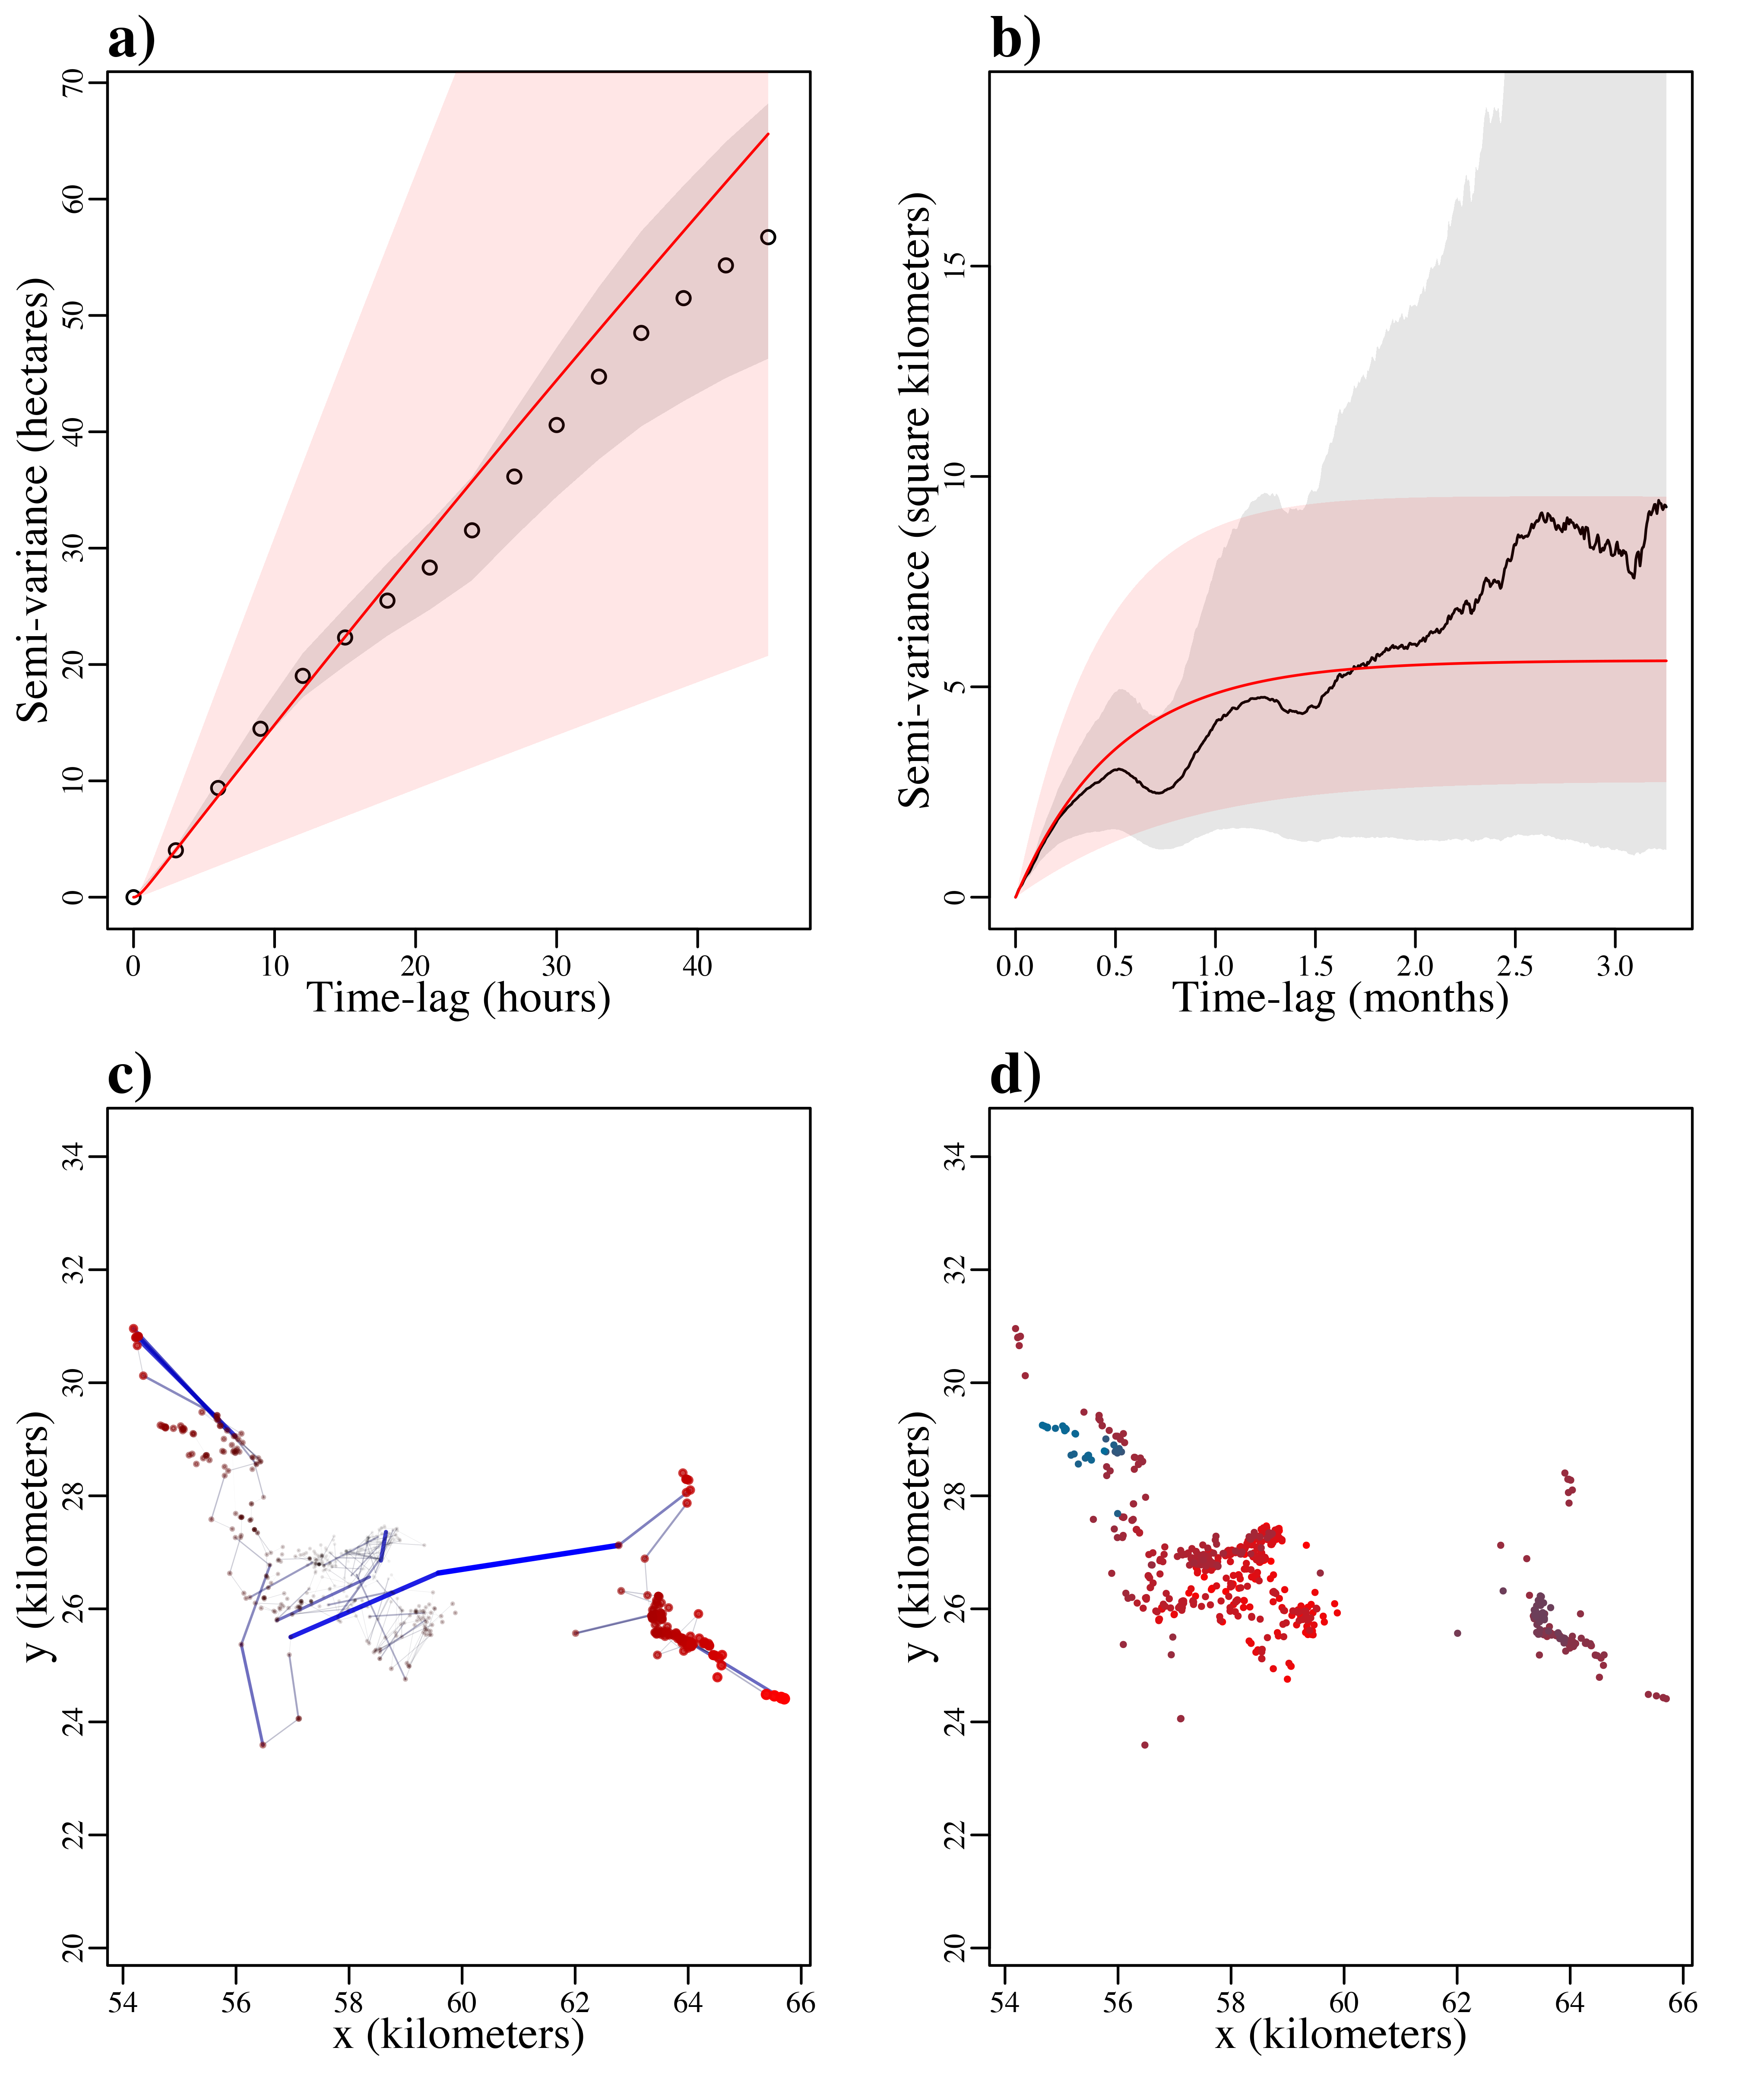 a)
Semi-variance (hectares)
0 10 20 30 40 50 60 70
0 10 20 30 40
Time-lag (hours)
b)
Semi-variance (square kilometers)
0 5 10 15
0.0 0.5 1.0 1.5 2.0 2.5 3.0
Time-lag (months)
c)
y (kilometers)
20 22 24 26 28 30 32 34
54 56 58 60 62 64 66
x (kilometers)
d)
y (kilometers)
20 22 24 26 28 30 32 34
54 56 58 60 62 64 66
x (kilometers)